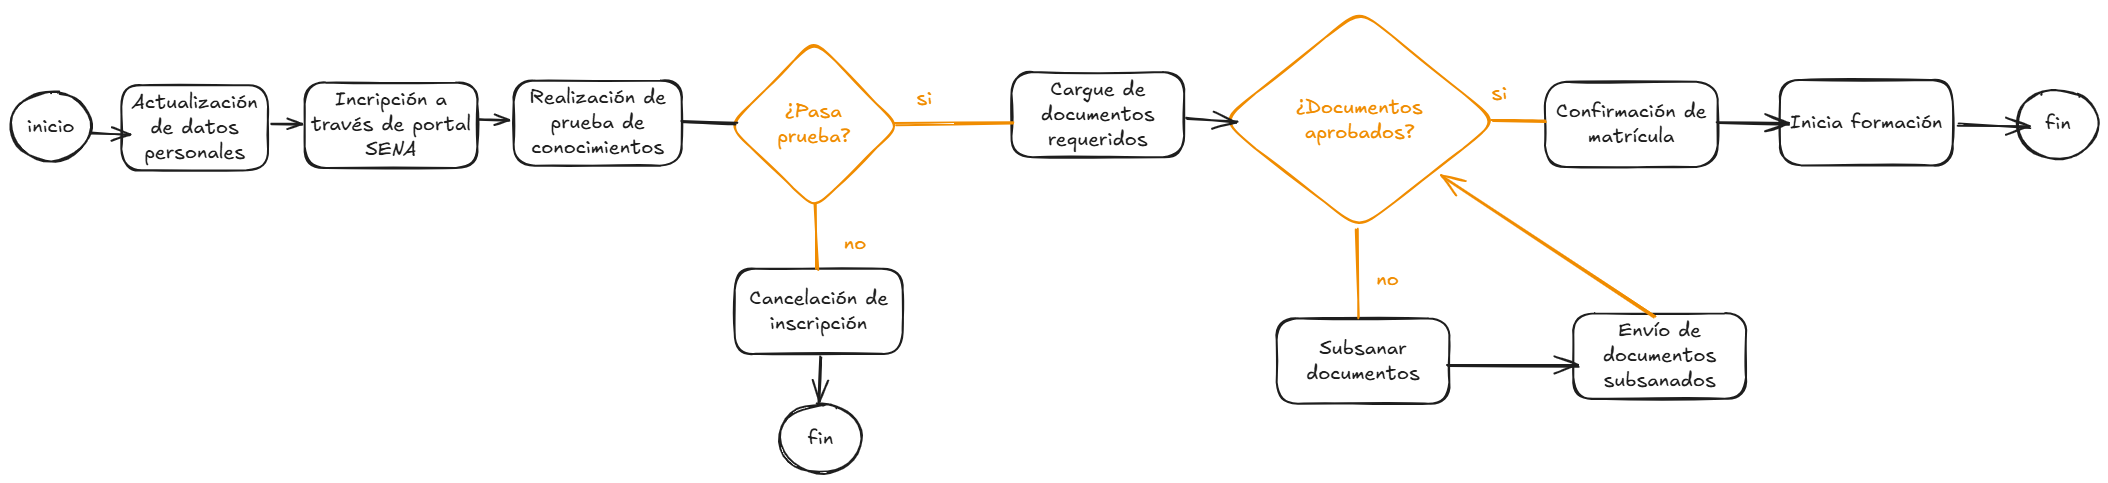 inicio
Actualización
de datos
personales
Incripción a
través de portal
SENA
Realización de
prueba de
conocimientos
¿Pasa
prueba?
si
no
Cancelación de
inscripción
fin
Cargue de
documentos
requeridos
¿Documentos
aprobados?
si
no
Subsanar
documentos
Envío de
documentos
subsanados
Confirmación de
matrícula
Inicia formación
fin